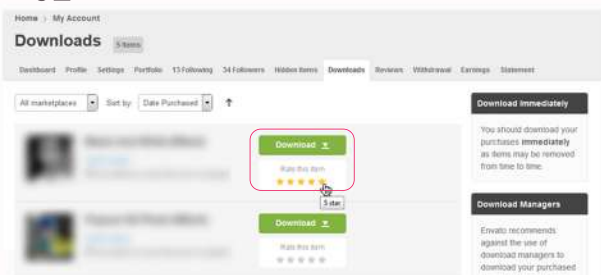 Home > My Account
Downloads 5 items
Dashboard Profile Settings Portfolio 13 Following 34 Followers Hidden Items Downloads Reviews Withdrawal Earnings Statement
All marketplaces Sort by: Date Purchased ↑
Download
Rate this item
5 star
Download
Rate this item
Download Immediately
You should download your
purchases immediately
as items may be removed
from time to time.
Download Managers
Envato recommends
against the use of
download managers to
download your purchased